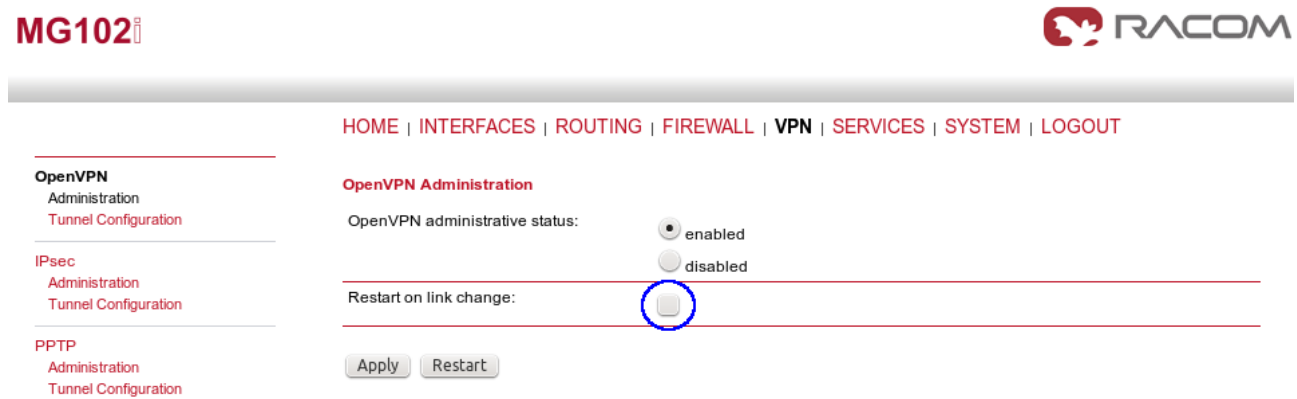 MG102i
RACOM
HOME | INTERFACES | ROUTING | FIREWALL | VPN | SERVICES | SYSTEM | LOGOUT
OpenVPN
Administration
Tunnel Configuration
IPsec
Administration
Tunnel Configuration
PPTP
Administration
Tunnel Configuration
OpenVPN Administration
OpenVPN administrative status:
enabled
disabled
Restart on link change:
Apply Restart